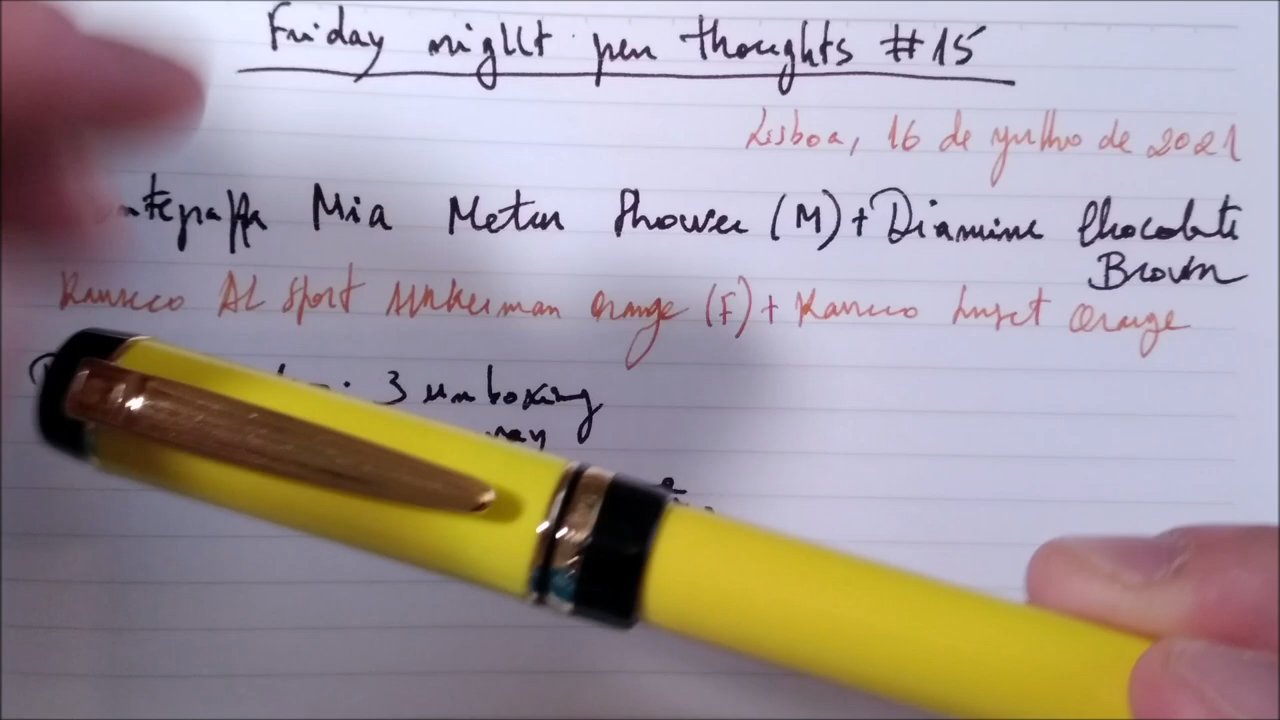 Friday night pen thoughts #15
Lisboa, 16 de julho de 2021
Mia Meteor Shower (M) + Diamine Chocolate
Brown
Kaweco AL Sport orange (F) + Kaweco Sunset Orange
3 unboxing